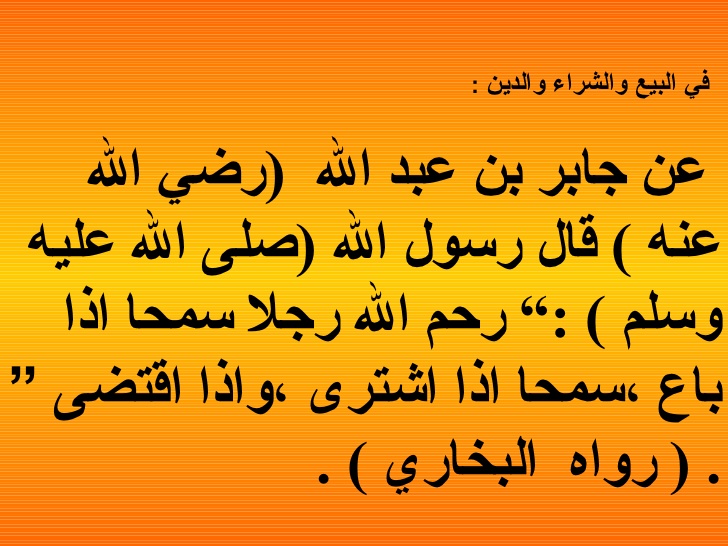 في البيع والشراء والدين :
عن جابر بن عبد الله (رضي الله
عنه ) قال رسول الله (صلى الله عليه
وسلم ) :“ رحم الله رجلا سمحا اذا
باع ،سمحا اذا اشترى ،واذا اقتضى ”
. ( رواه البخاري ) .